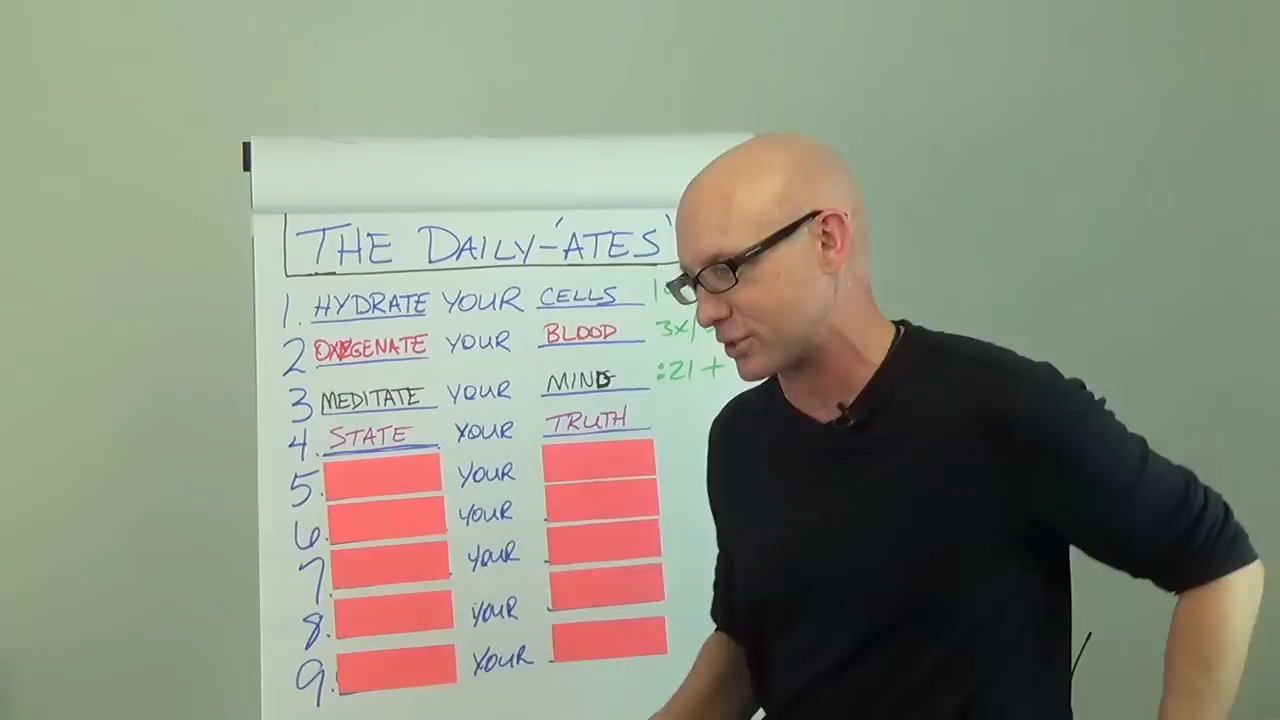 THE DAILY-'ATES'
1. HYDRATE YOUR CELLS
2 OXYGENATE YOUR BLOOD 3X/
3 MEDITATE YOUR MIND :21+
4. STATE YOUR TRUTH
5. YOUR
6. YOUR
7. YOUR
8. YOUR
9. YOUR